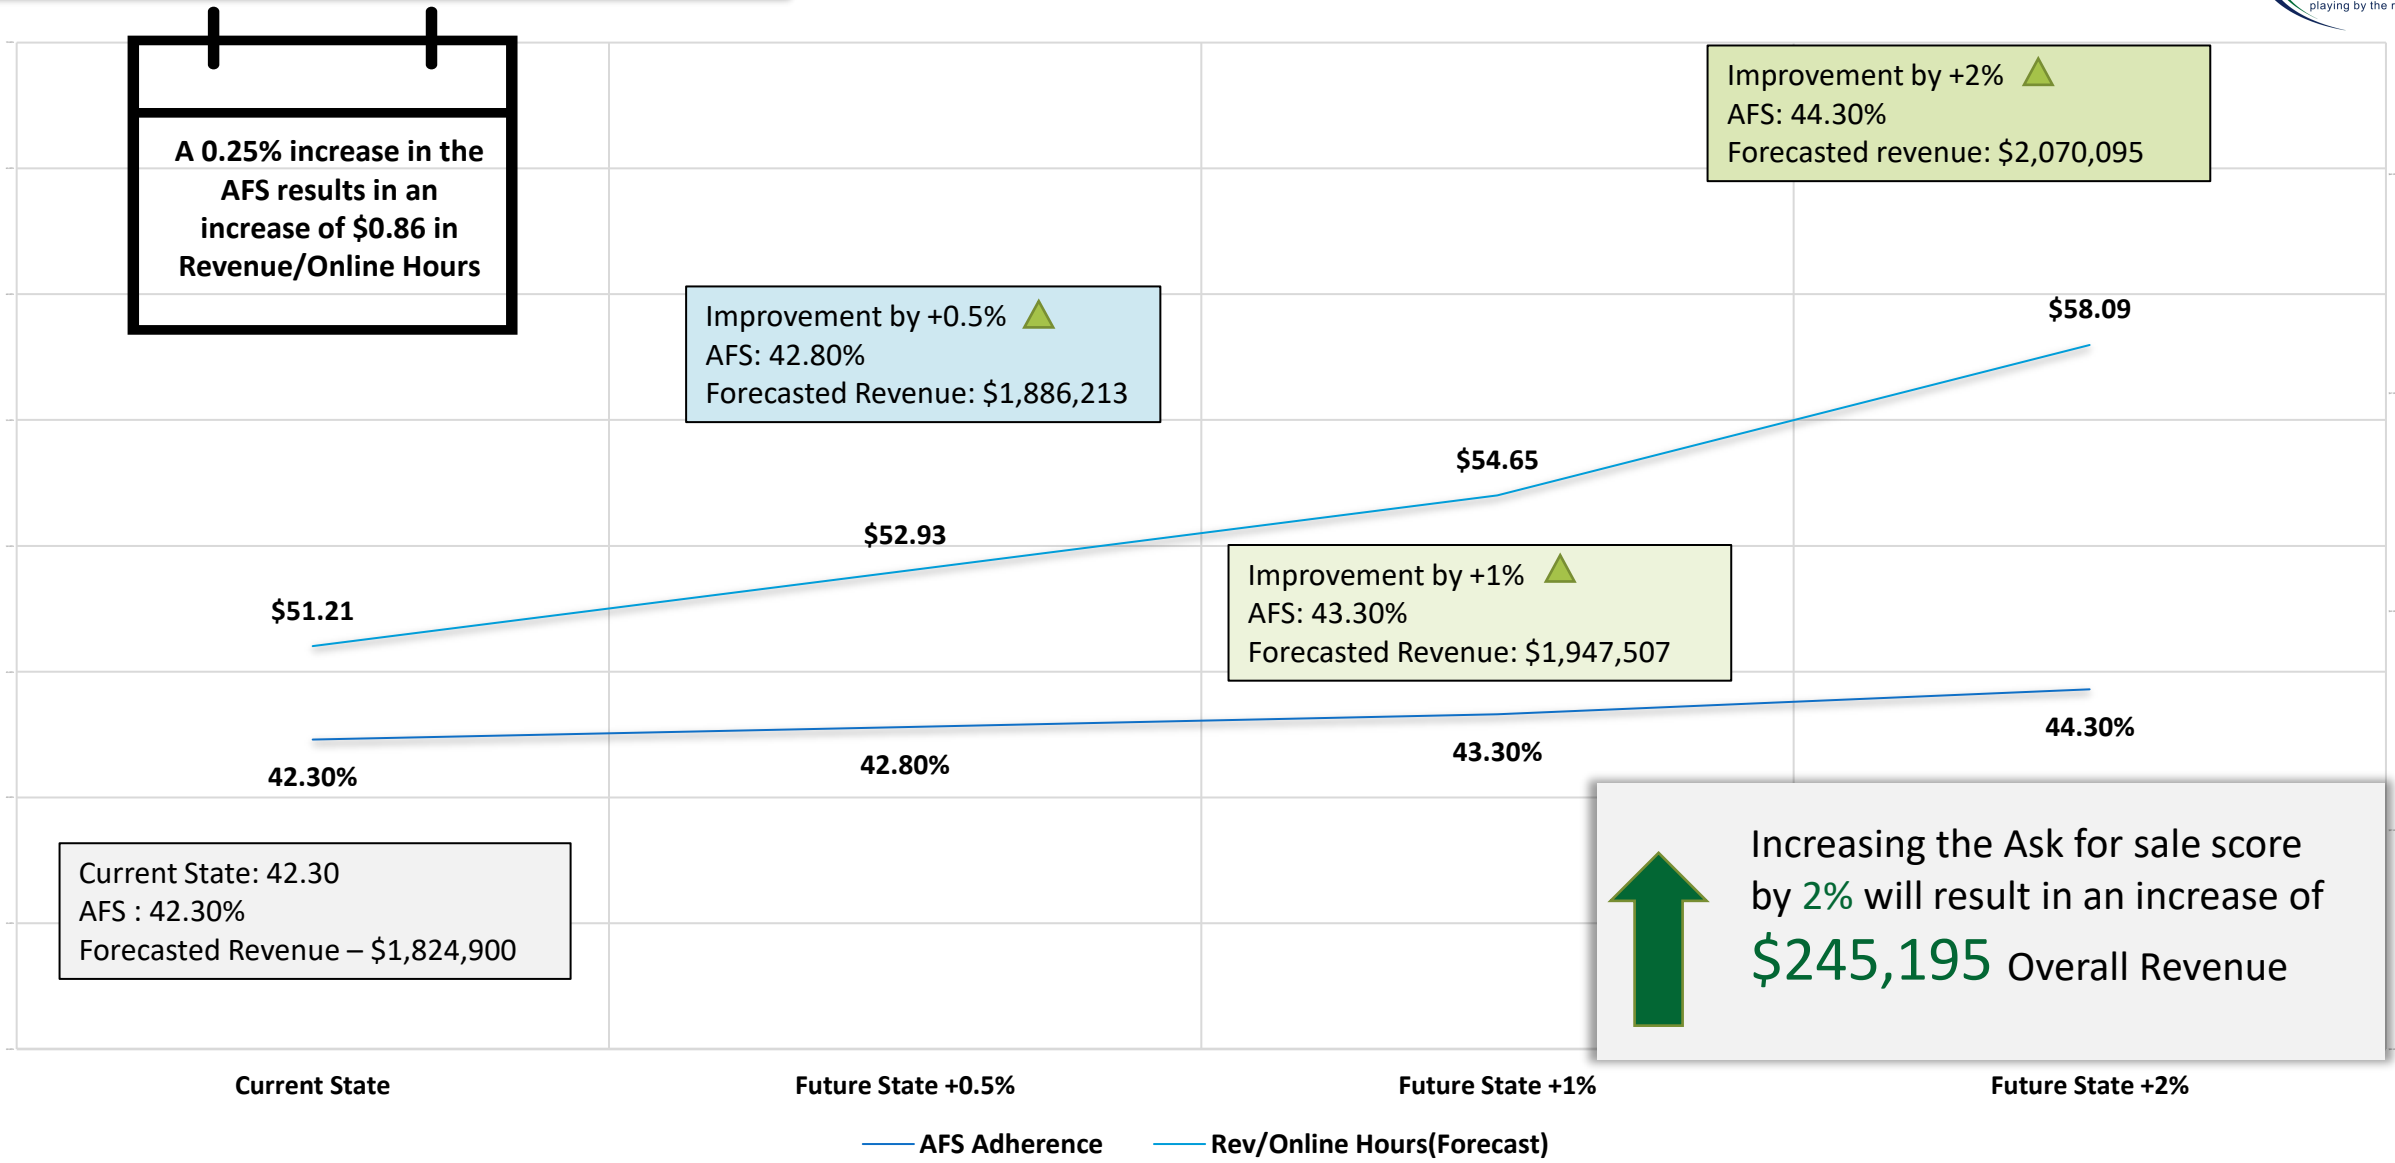 playing by the
A 0.25% increase in the
AFS results in an
increase of $0.86 in
Revenue/Online Hours
Improvement by +2%
AFS: 44.30%
Forecasted revenue: $2,070,095
Improvement by +0.5%
AFS: 42.80%
Forecasted Revenue: $1,886,213
$58.09
$54.65
$52.93
$51.21
Improvement by +1%
AFS: 43.30%
Forecasted Revenue: $1,947,507
42.30%
42.80%
43.30%
44.30%
Current State: 42.30
AFS : 42.30%
Forecasted Revenue – $1,824,900
Increasing the Ask for sale score
by 2% will result in an increase of
$245,195 Overall Revenue
Current State
Future State +0.5%
Future State +1%
Future State +2%
AFS Adherence
Rev/Online Hours(Forecast)